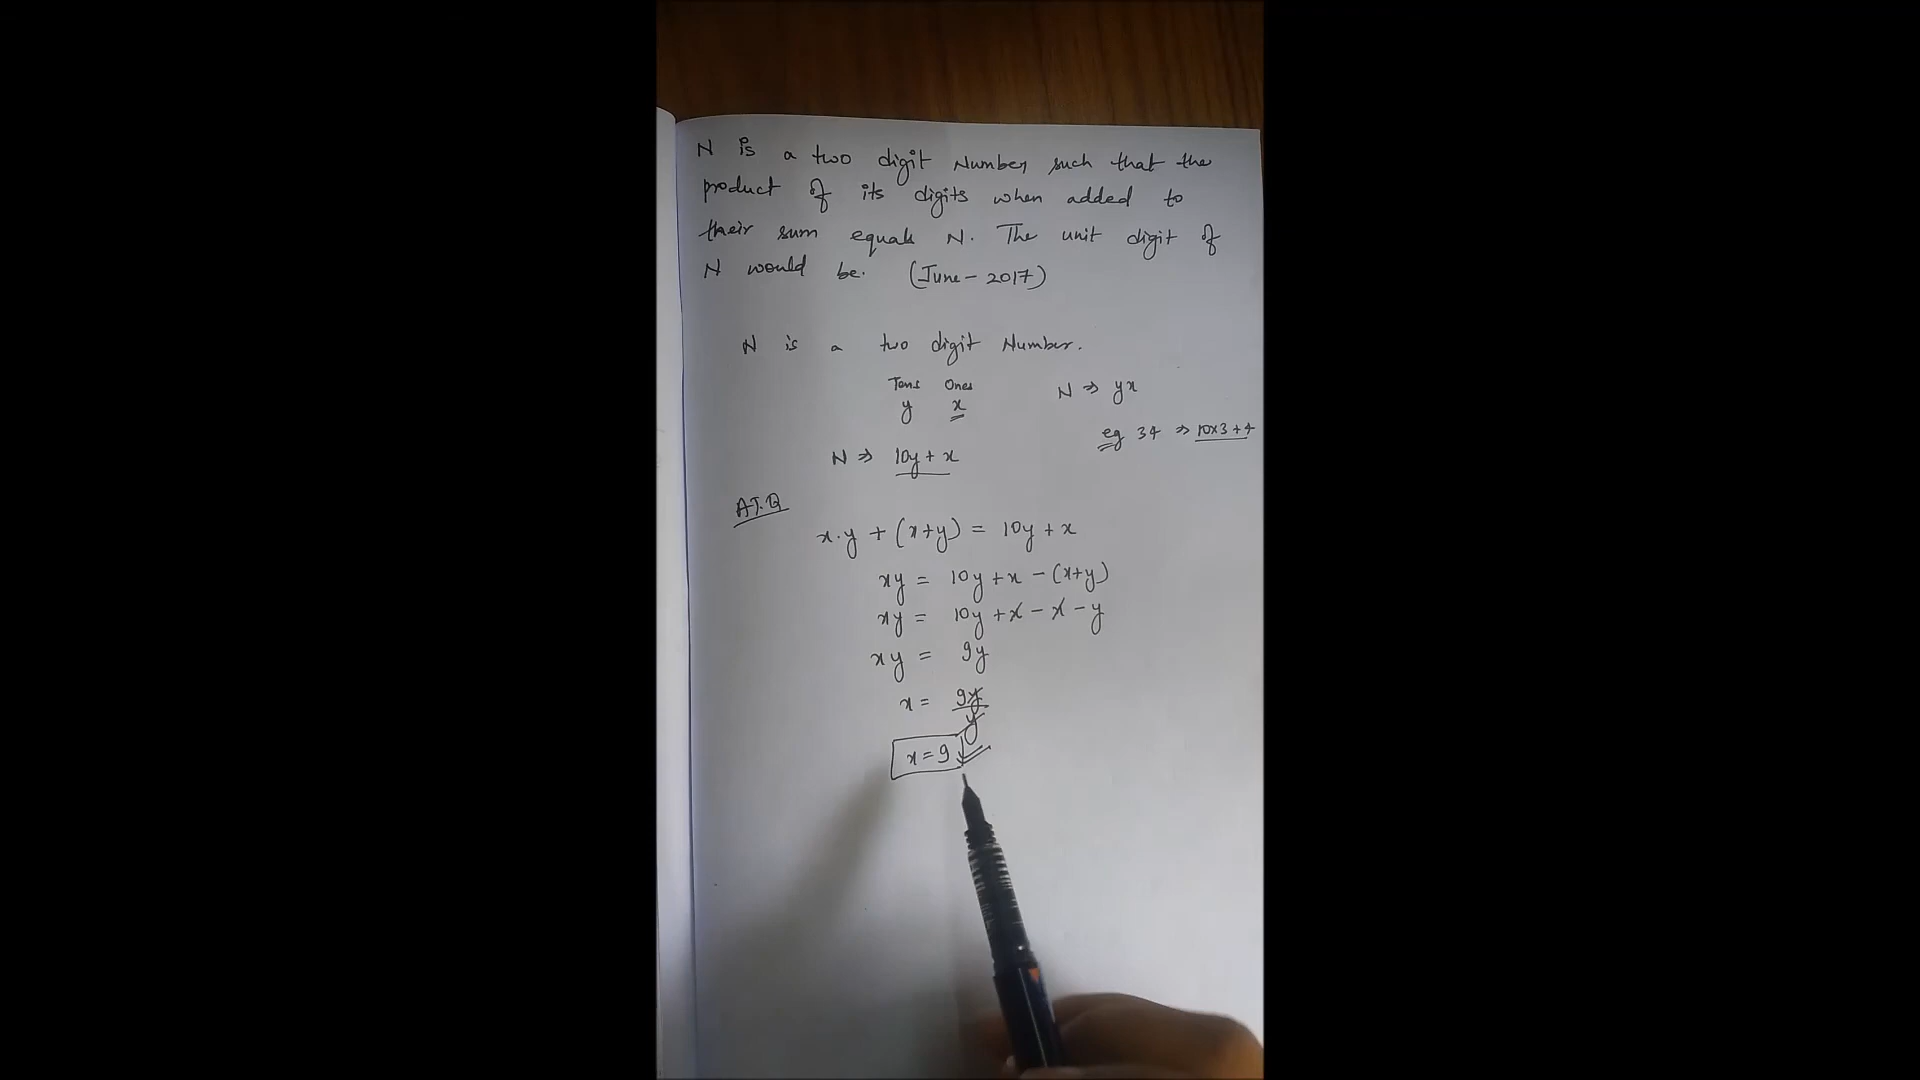 N is a two digit Number, such that the
product of its digits when added to
their sum equals N. The unit digit of
N would be. (June - 2017)
N is a two digit Number.
Tens Ones
y x
N ⇒ yx
eg 34 ⇒ 10x3+4
N ⇒ 10y + x
A.T.Q
x.y + (x+y) = 10y + x
xy = 10y + x - (x+y)
xy = 10y + x - x - y
xy = 9y
x = 9y/y
x = 9